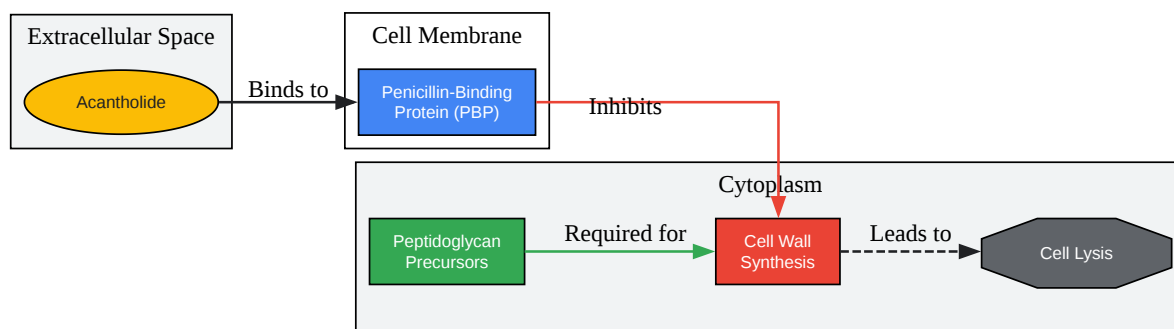 Extracellular Space
Acantholide
Binds to
Cell Membrane
Penicillin-Binding
Protein (PBP)
Inhibits
Cytoplasm
Peptidoglycan
Precursors
Required for
Cell Wall
Synthesis
Leads to
Cell Lysis